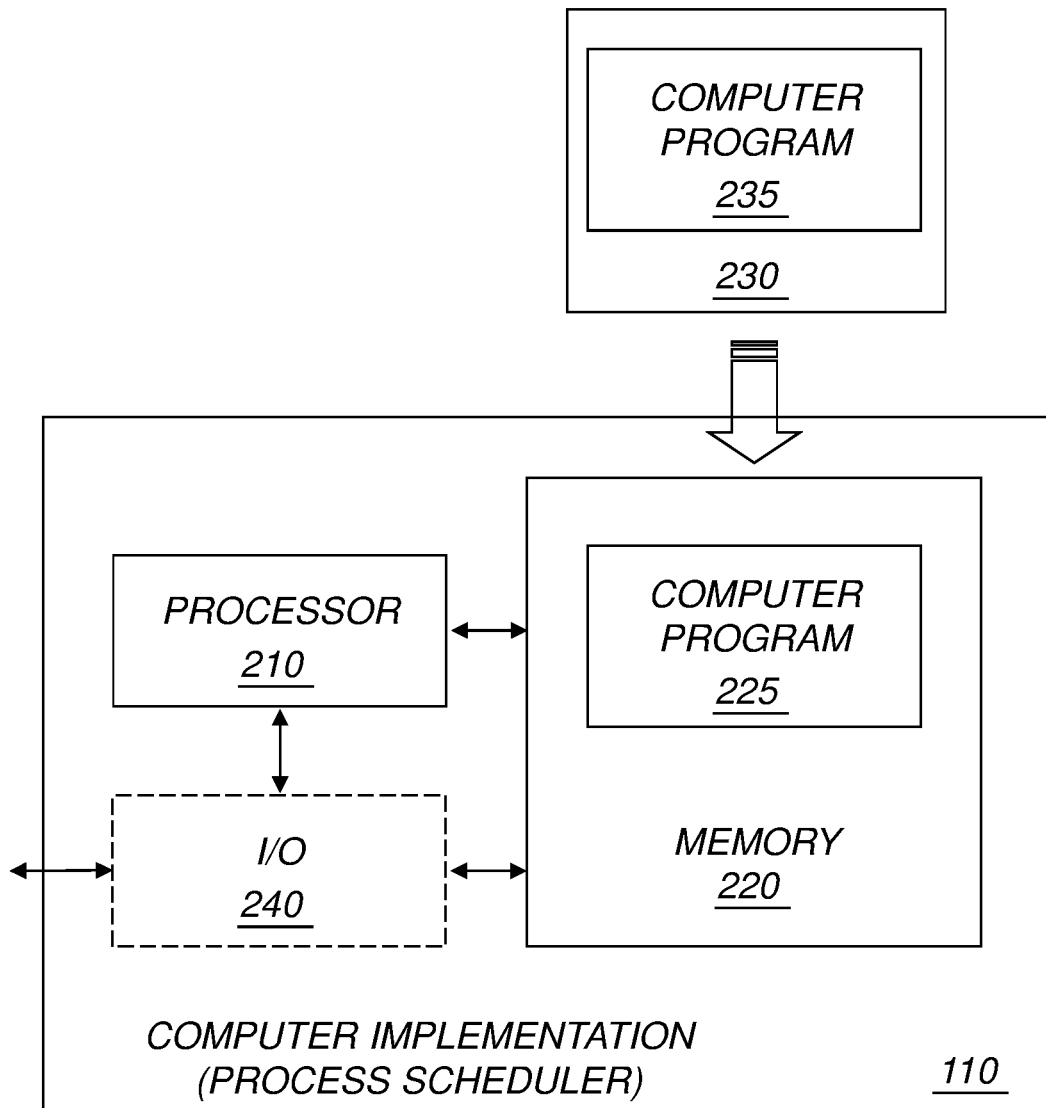 COMPUTER
PROGRAM
235
230
PROCESSOR
210
COMPUTER
PROGRAM
225
I/O
240
MEMORY
220
COMPUTER IMPLEMENTATION
(PROCESS SCHEDULER)
110